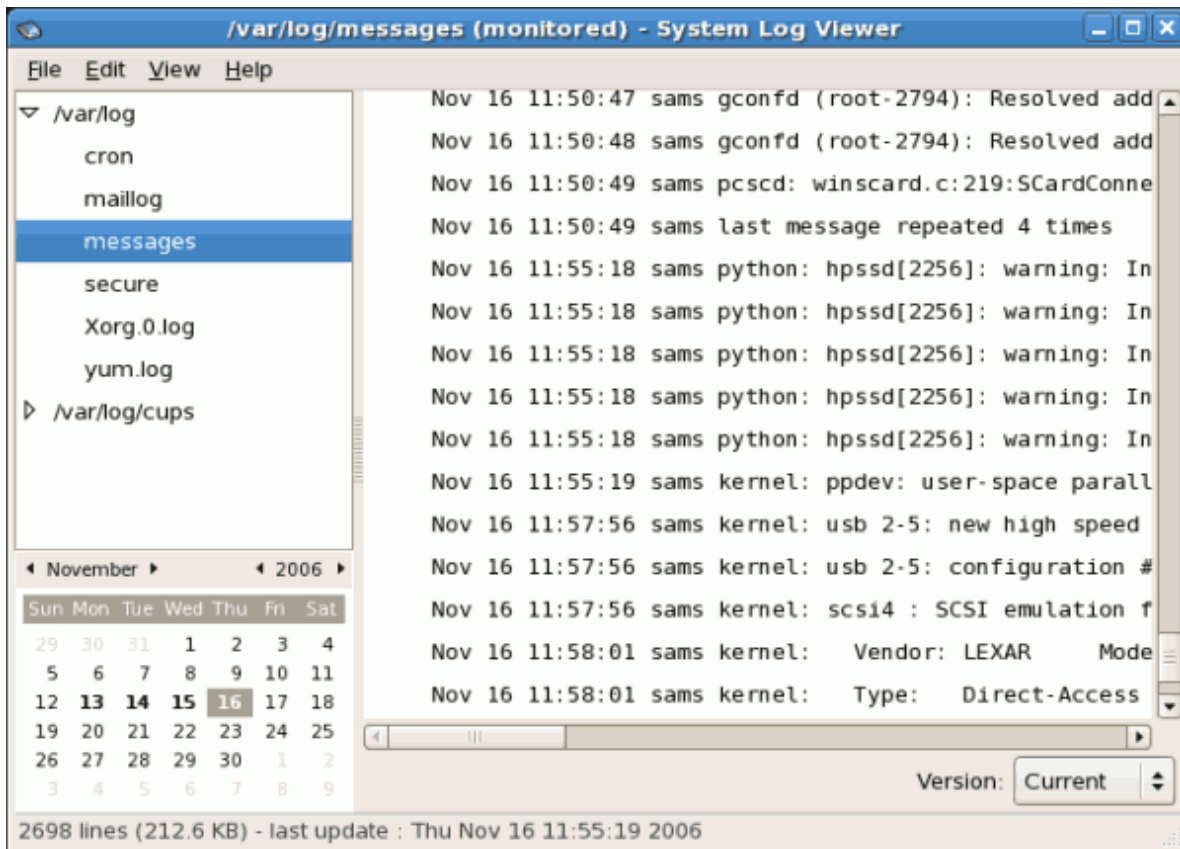 /var/log/messages (monitored) - System Log Viewer
File Edit View Help
/var/log
cron
maillog
messages
secure
Xorg.0.log
yum.log
/var/log/cups
November 2006
Sun Mon Tue Wed Thu Fri Sat
29 30 31 1 2 3 4
5 6 7 8 9 10 11
12 13 14 15 16 17 18
19 20 21 22 23 24 25
26 27 28 29 30 1 2
3 4 5 6 7 8 9
Nov 16 11:50:47 sams gconfd (root-2794): Resolved add
Nov 16 11:50:48 sams gconfd (root-2794): Resolved add
Nov 16 11:50:49 sams pcscd: winscard.c:219:SCardConne
Nov 16 11:50:49 sams last message repeated 4 times
Nov 16 11:55:18 sams python: hpssd[2256]: warning: In
Nov 16 11:55:18 sams python: hpssd[2256]: warning: In
Nov 16 11:55:18 sams python: hpssd[2256]: warning: In
Nov 16 11:55:18 sams python: hpssd[2256]: warning: In
Nov 16 11:55:18 sams python: hpssd[2256]: warning: In
Nov 16 11:55:19 sams kernel: ppdev: user-space parall
Nov 16 11:57:56 sams kernel: usb 2-5: new high speed
Nov 16 11:57:56 sams kernel: usb 2-5: configuration #
Nov 16 11:57:56 sams kernel: scsi4 : SCSI emulation f
Nov 16 11:58:01 sams kernel: Vendor: LEXAR Mode
Nov 16 11:58:01 sams kernel: Type: Direct-Access
Version: Current
2698 lines (212.6 KB) - last update : Thu Nov 16 11:55:19 2006